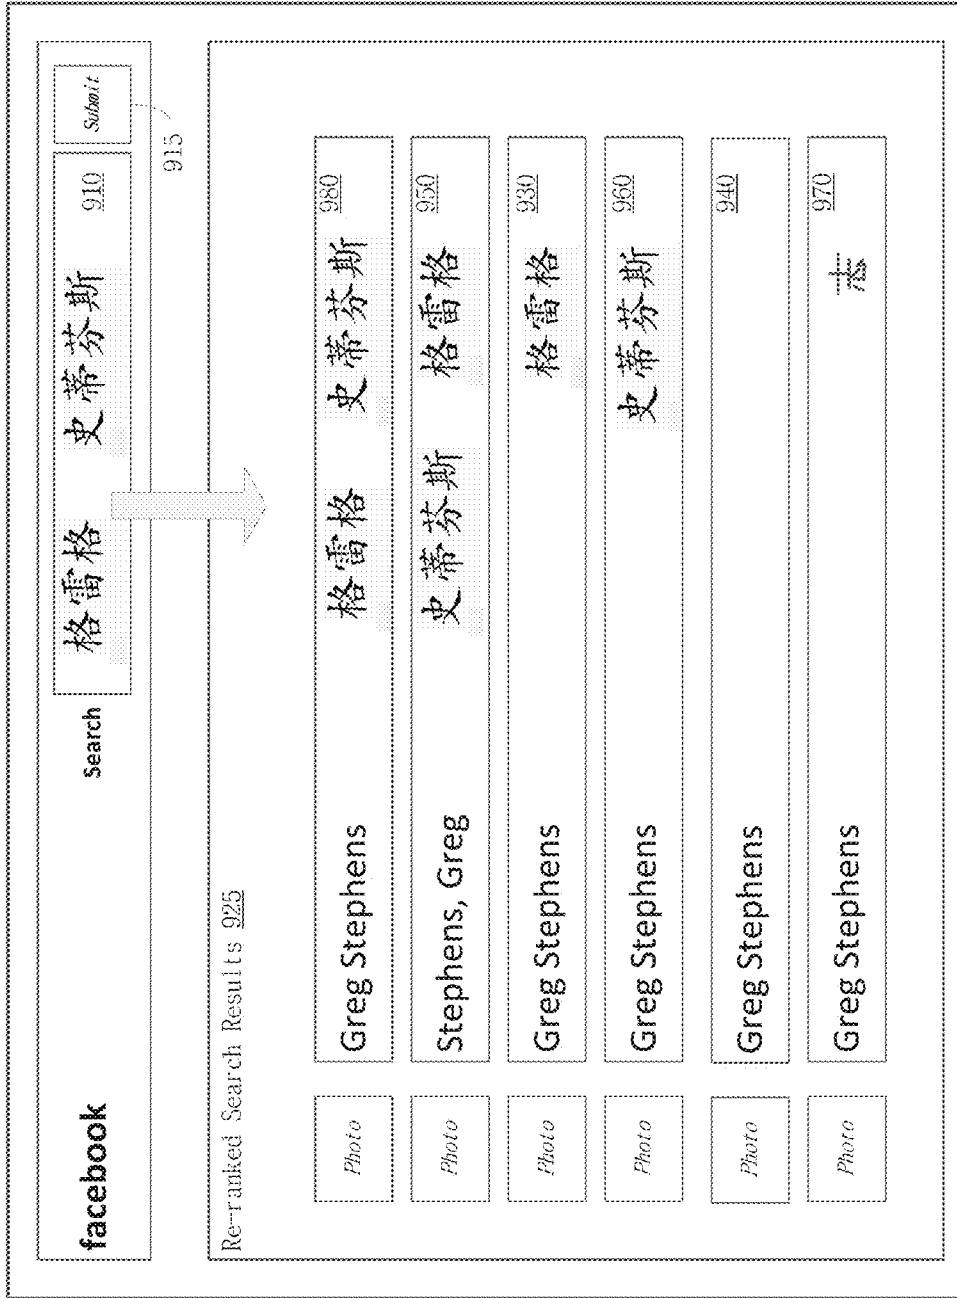 facebook Search 格雷格 史蒂芬斯 910 Submit
915
Re-ranked Search Results 925
Photo Greg Stephens 格雷格 史蒂芬斯 980
Photo Stephens, Greg 史蒂芬斯 格雷格 950
Photo Greg Stephens 格雷格 930
Photo Greg Stephens 史蒂芬斯 960
Photo Greg Stephens 940
Photo Greg Stephens 志 970